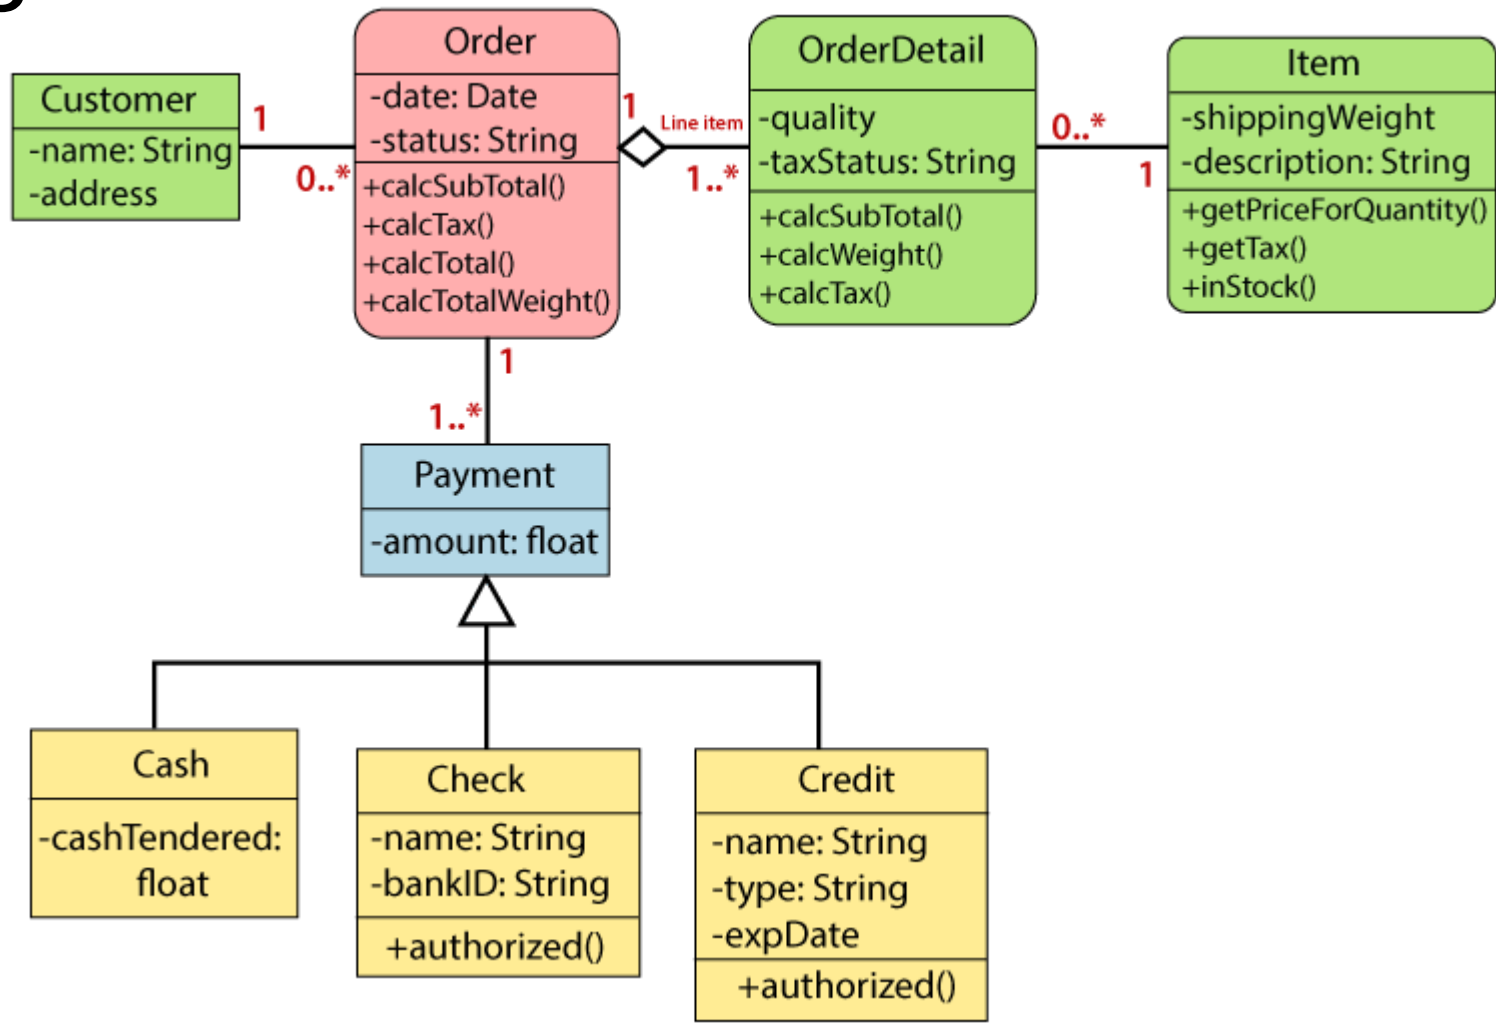 Order
-date: Date
-status: String
+calcSubTotal()
+calcTax()
+calcTotal()
+calcTotalWeight()
Customer
-name: String
-address
1
0..*
1
Line item
1..*
OrderDetail
-quality
-taxStatus: String
+calcSubTotal()
+calcWeight()
+calcTax()
0..*
1
Item
-shippingWeight
-description: String
+getPriceForQuantity()
+getTax()
+inStock()
1
1..*
Payment
-amount: float
Cash
-cashTendered:
float
Check
-name: String
-bankID: String
+authorized()
Credit
-name: String
-type: String
-expDate
+authorized()